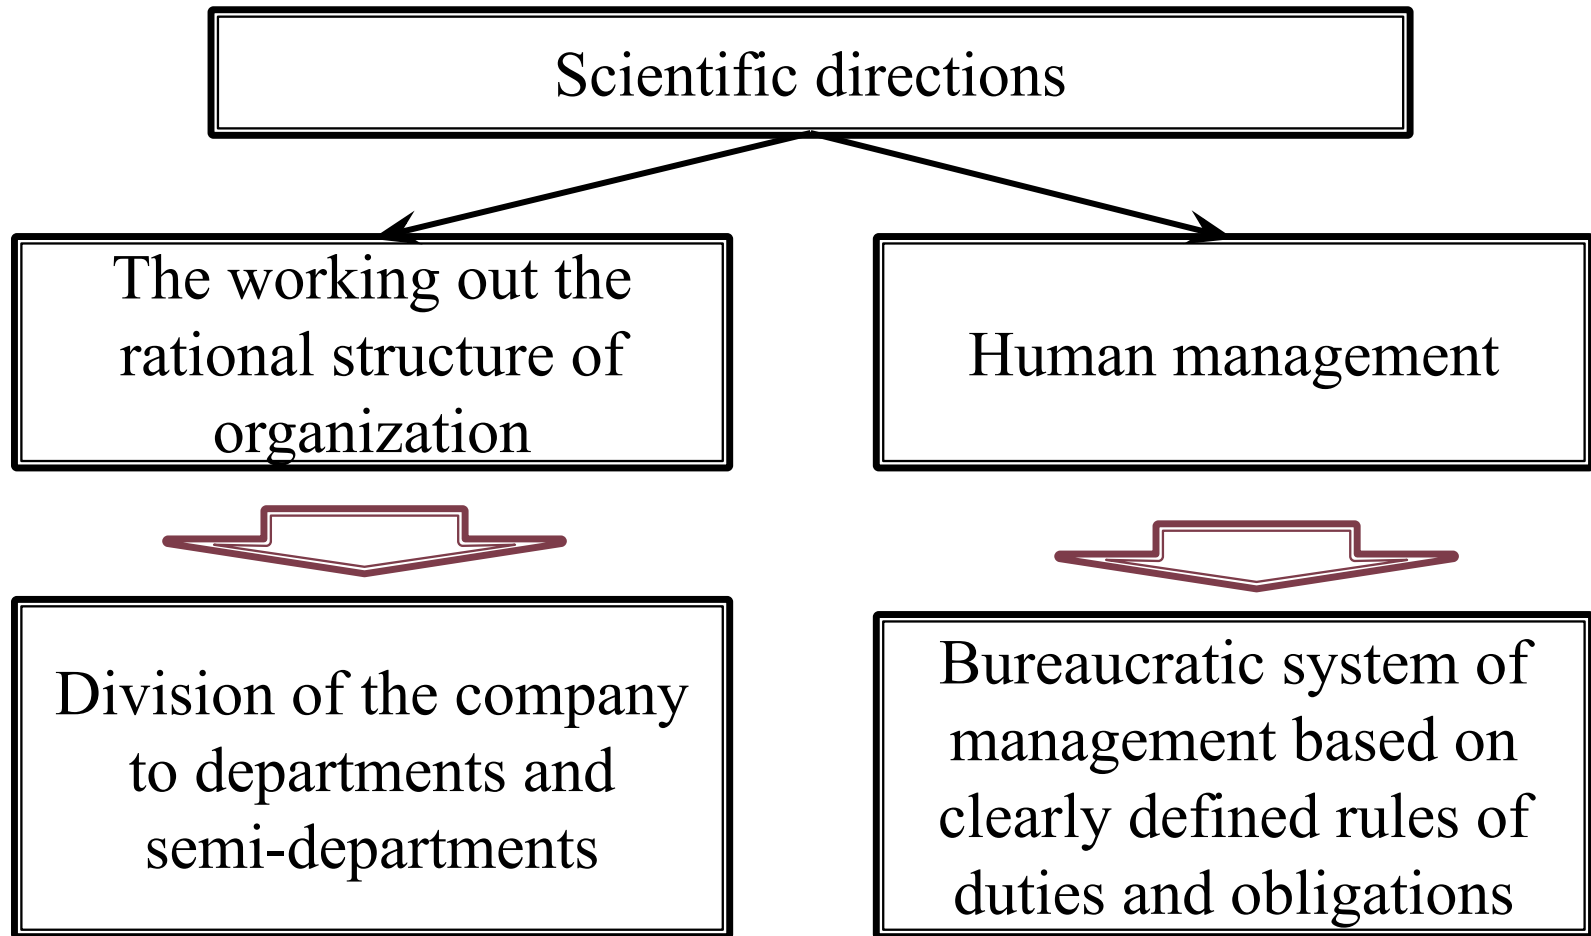 Scientific directions
The working out the
rational structure of
organization
Human management
Division of the company
to departments and
semi-departments
Bureaucratic system of
management based on
clearly defined rules of
duties and obligations